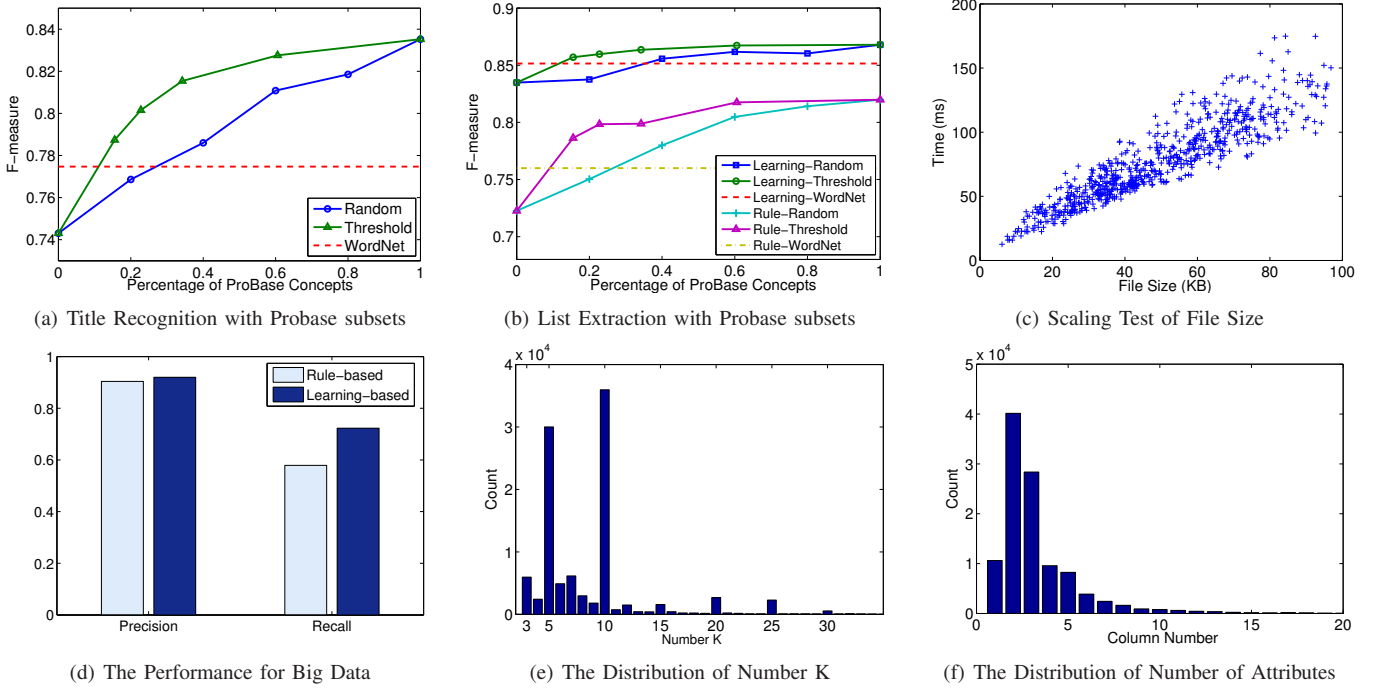 0.84
0.82
0.8
0.78
0.76
0.74
F−measure
0 0.2 0.4 0.6 0.8 1
Percentage of ProBase Concepts
Random
Threshold
WordNet
(a) Title Recognition with Probase subsets
0.9
0.85
0.8
0.75
0.7
F−measure
0 0.2 0.4 0.6 0.8 1
Percentage of ProBase Concepts
Learning−Random
Learning−Threshold
Learning−WordNet
Rule−Random
Rule−Threshold
Rule−WordNet
(b) List Extraction with Probase subsets
200
150
100
50
0
Time (ms)
0 20 40 60 80 100
File Size (KB)
(c) Scaling Test of File Size
1
0.8
0.6
0.4
0.2
0
Precision Recall
Rule−based
Learning−based
(d) The Performance for Big Data
x 10^4
4
3
2
1
0
Count
3 5 10 15 20 25 30
Number K
(e) The Distribution of Number K
x 10^4
5
4
3
2
1
0
Count
0 5 10 15 20
Column Number
(f) The Distribution of Number of Attributes